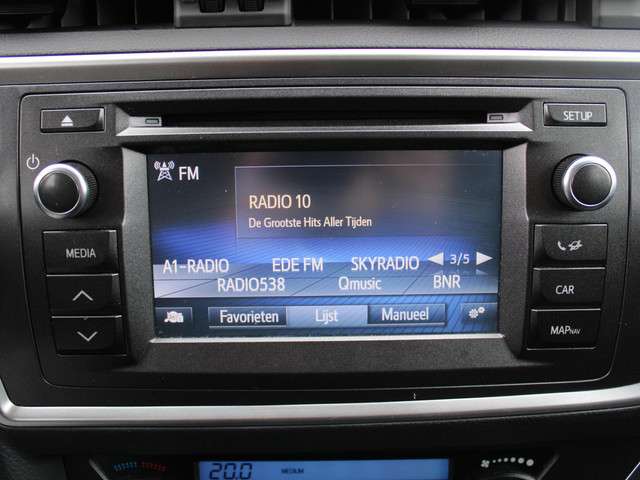 SETUP
FM
RADIO 10
De Grootste Hits Aller Tijden
MEDIA
A1-RADIO EDE FM SKYRADIO 3/5
RADIO538 Qmusic BNR
CAR
Favorieten Lijst Manueel
MAP NAV
20.0 MEDIUM